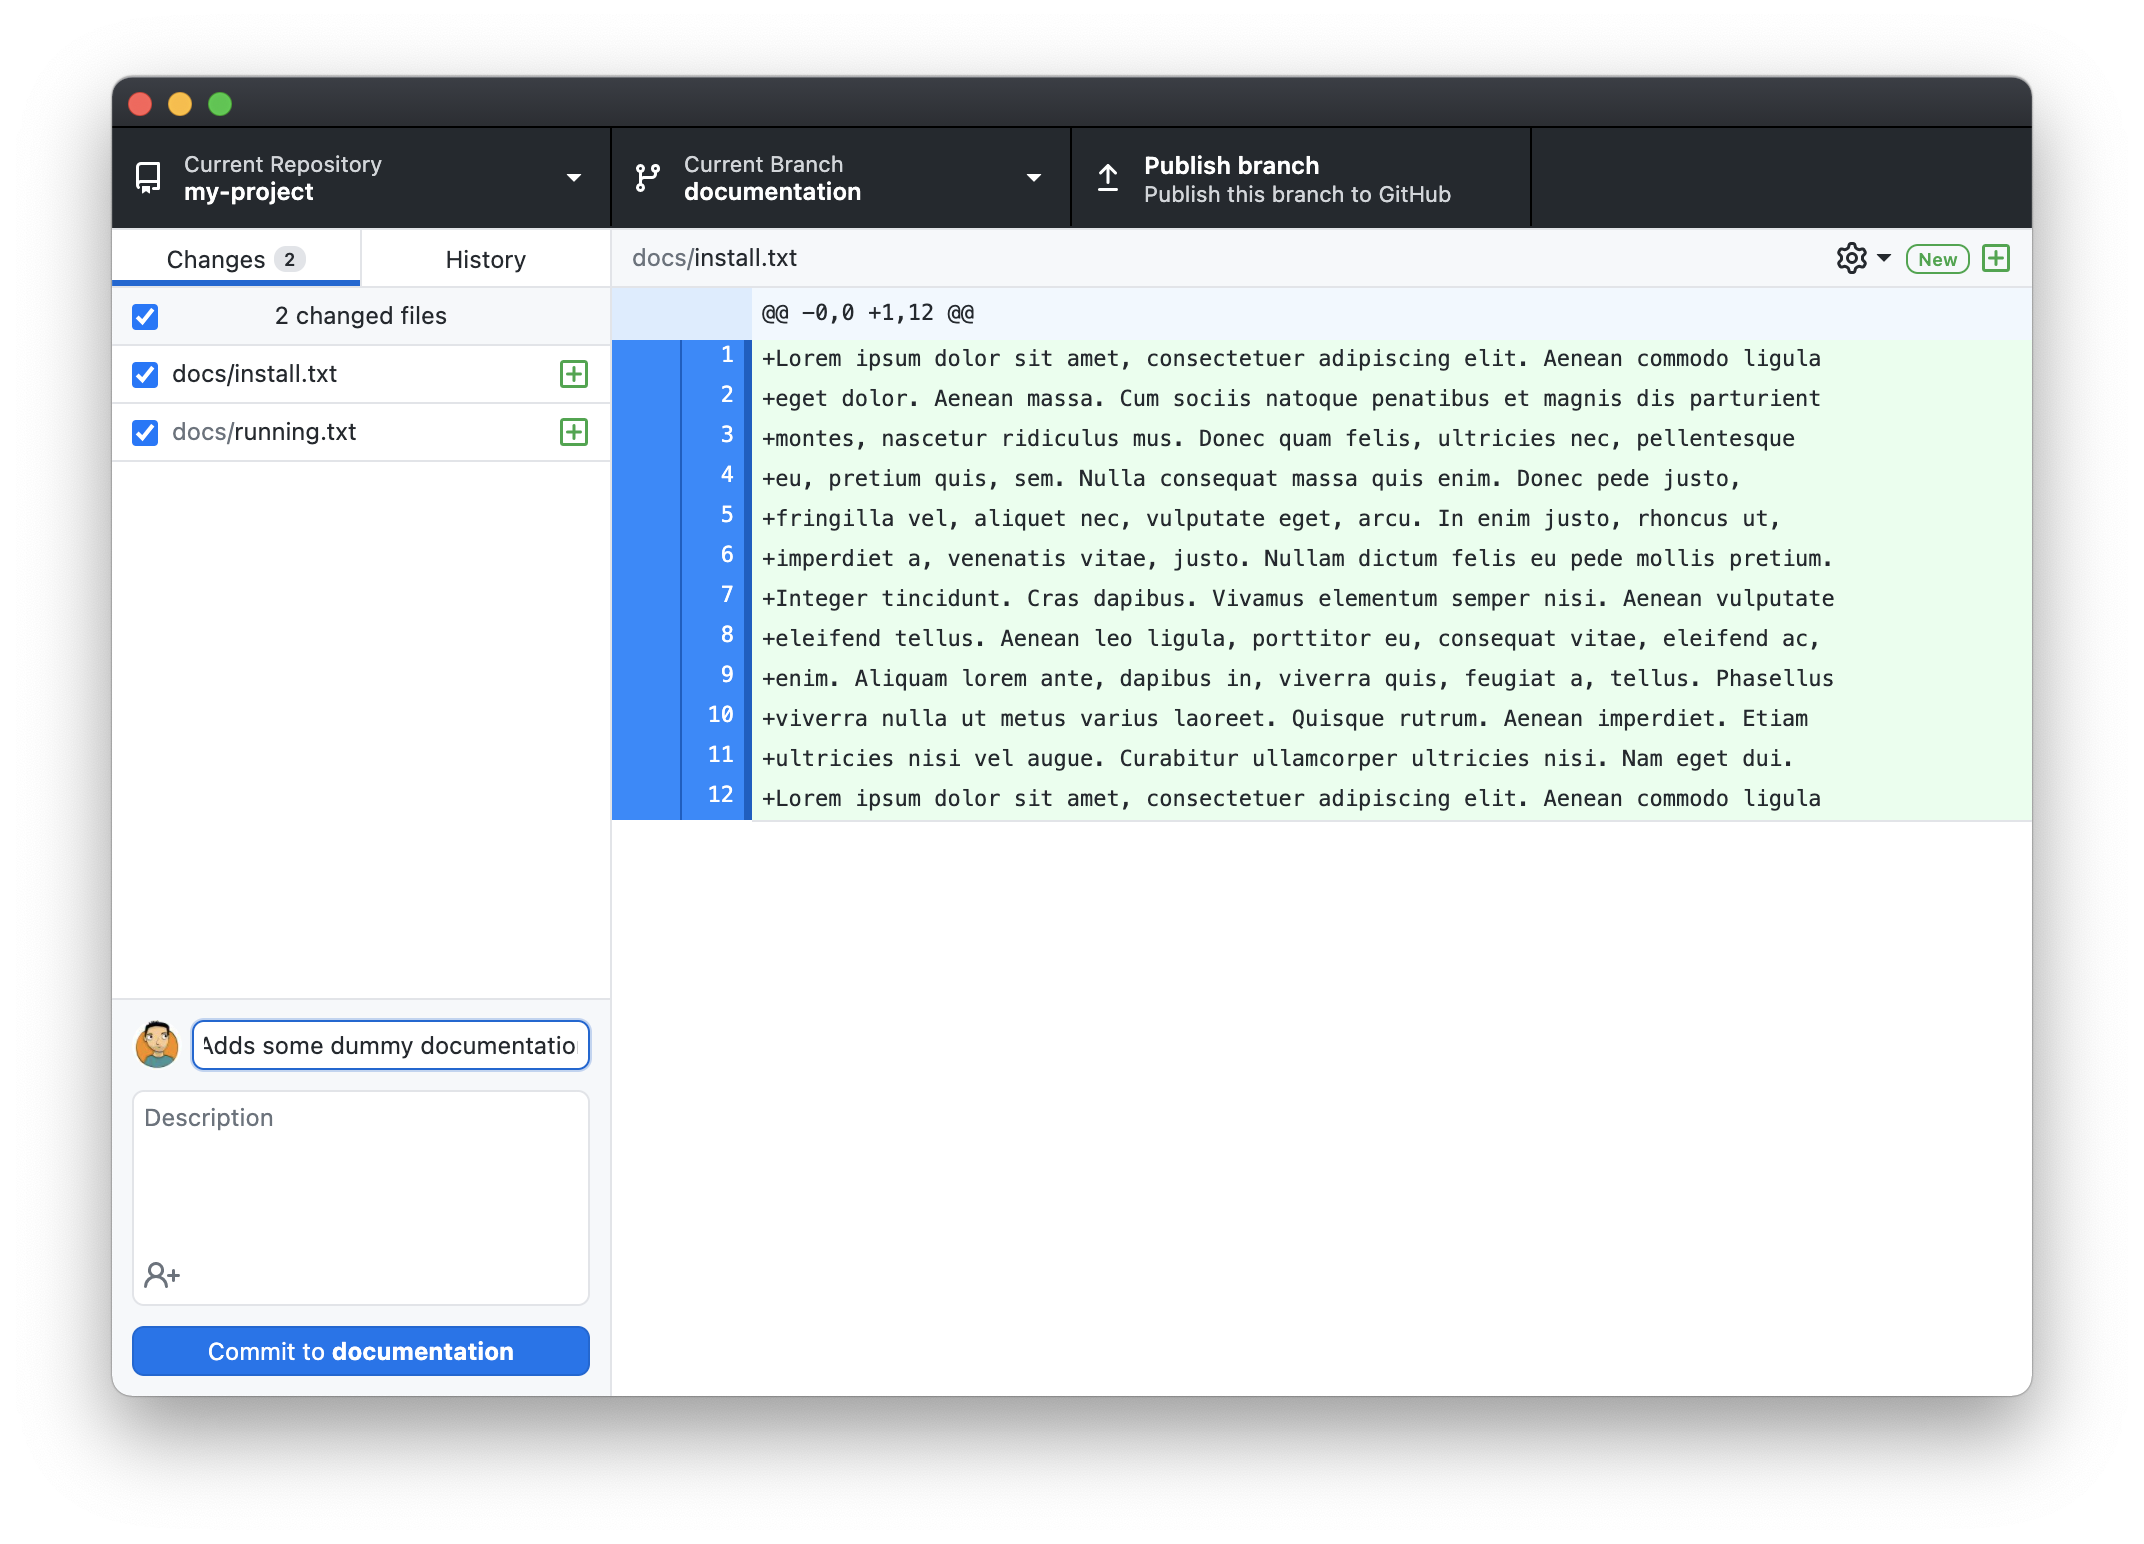 Current Repository
my-project
Current Branch
documentation
Publish branch
Publish this branch to GitHub
Changes 2
History
2 changed files
docs/install.txt
docs/running.txt
docs/install.txt
New
@@ -0,0 +1,12 @@
1 +Lorem ipsum dolor sit amet, consectetuer adipiscing elit. Aenean commodo ligula
2 +eget dolor. Aenean massa. Cum sociis natoque penatibus et magnis dis parturient
3 +montes, nascetur ridiculus mus. Donec quam felis, ultricies nec, pellentesque
4 +eu, pretium quis, sem. Nulla consequat massa quis enim. Donec pede justo,
5 +fringilla vel, aliquet nec, vulputate eget, arcu. In enim justo, rhoncus ut,
6 +imperdiet a, venenatis vitae, justo. Nullam dictum felis eu pede mollis pretium.
7 +Integer tincidunt. Cras dapibus. Vivamus elementum semper nisi. Aenean vulputate
8 +eleifend tellus. Aenean leo ligula, porttitor eu, consequat vitae, eleifend ac,
9 +enim. Aliquam lorem ante, dapibus in, viverra quis, feugiat a, tellus. Phasellus
10 +viverra nulla ut metus varius laoreet. Quisque rutrum. Aenean imperdiet. Etiam
11 +ultricies nisi vel augue. Curabitur ullamcorper ultricies nisi. Nam eget dui.
12 +Lorem ipsum dolor sit amet, consectetuer adipiscing elit. Aenean commodo ligula
Adds some dummy documentation
Description
Commit to documentation